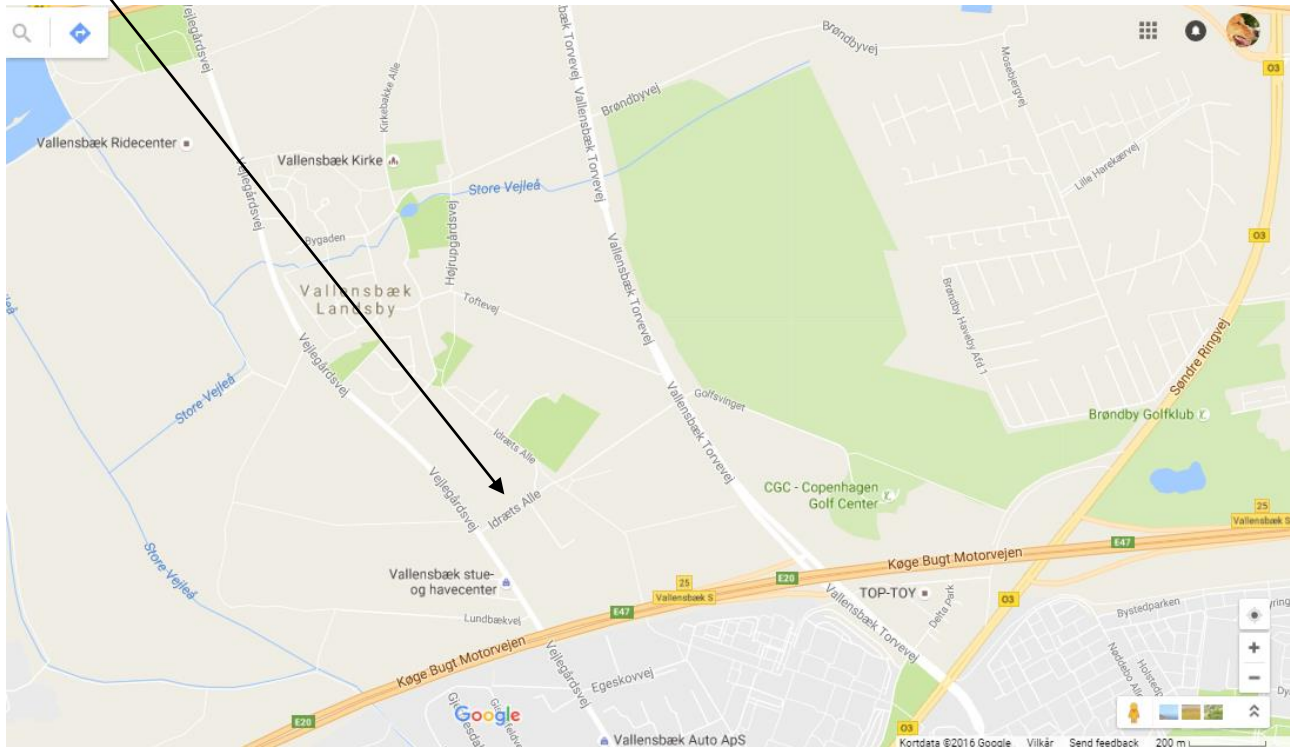 Vejlegårdsvej
bæk Torvevej
Vallensbæk Torvevej
Brøndbyvej
Mosebjergvej
O3
Kirkebakke Alle
Brøndbyvej
Vallensbæk Ridecenter
Vejlegårdsvej
Vallensbæk Kirke
Store Vejleå
Lille Harekærvej
Bygaden
Højrupgårdsvej
Vallensbæk Torvevej
O3
Vallensbæk
Landsby
Toftevej
Brøndby Haveby Afd 1
Søndre Ringvej
Vejlegårdsvej
Store Vejleå
Golfsvinget
Vallensbæk Torvevej
Brøndby Golfklub
Idræts Alle
Vejlegårdsvej
Idræts Alle
CGC - Copenhagen
Golf Center
25
Vallensbæk S
E47
Store Vejleå
Køge Bugt Motorvejen
Vallensbæk stue-
og havecenter
25
Vallensbæk S
E20
TOP-TOY
Delta Park
O3
Vallensbæk Torvevej
Bystedparken
Lundbækvej
E47
Køge Bugt Motorvejen
Vejlegårdsvej
Egeskovvej
Nøddebo Alle
Google
E20
O3
Vallensbæk Auto ApS
Kortdata ©2016 Google Vilkår Send feedback 200 m